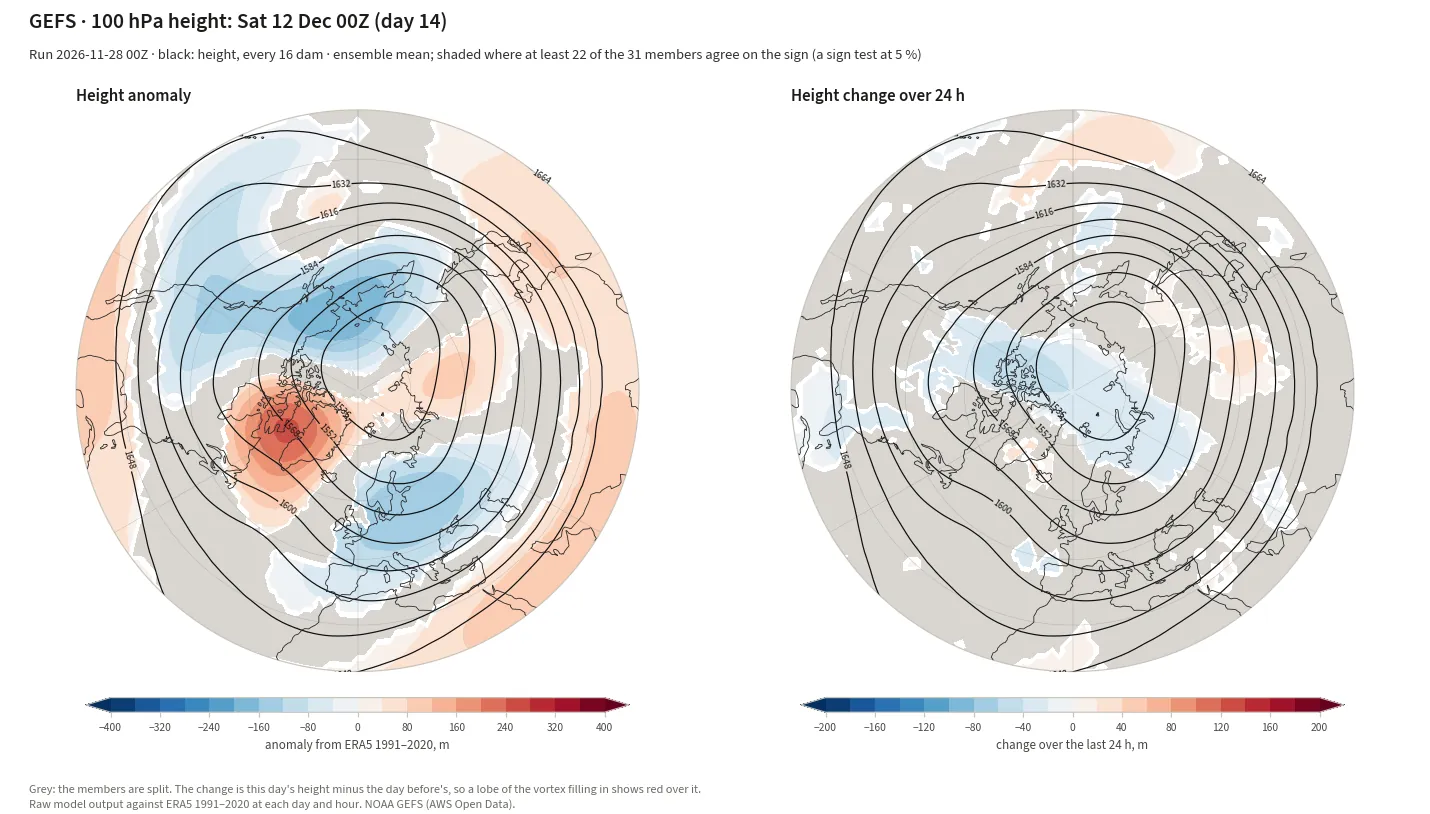 GEFS · 100 hPa height: Sat 12 Dec 00Z (day 14)
Run 2026-11-28 00Z · black: height, every 16 dam · ensemble mean; shaded where at least 22 of the 31 members agree on the sign (a sign test at 5 %)
Height anomaly
Height change over 24 h
1664
1632
1616
1584
1536
1552
1568
1648
1600
1664
1632
1616
1584
1536
1552
1568
1648
1600
−400 −320 −240 −160 −80 0 80 160 240 320 400
anomaly from ERA5 1991–2020, m
−200 −160 −120 −80 −40 0 40 80 120 160 200
change over the last 24 h, m
Grey: the members are split. The change is this day's height minus the day before's, so a lobe of the vortex filling in shows red over it.
Raw model output against ERA5 1991–2020 at each day and hour. NOAA GEFS (AWS Open Data).